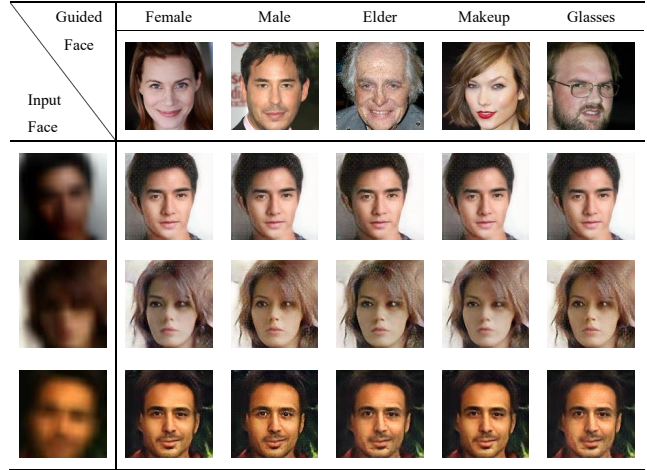 Guided
Face
Input
Face
Female Male Elder Makeup Glasses